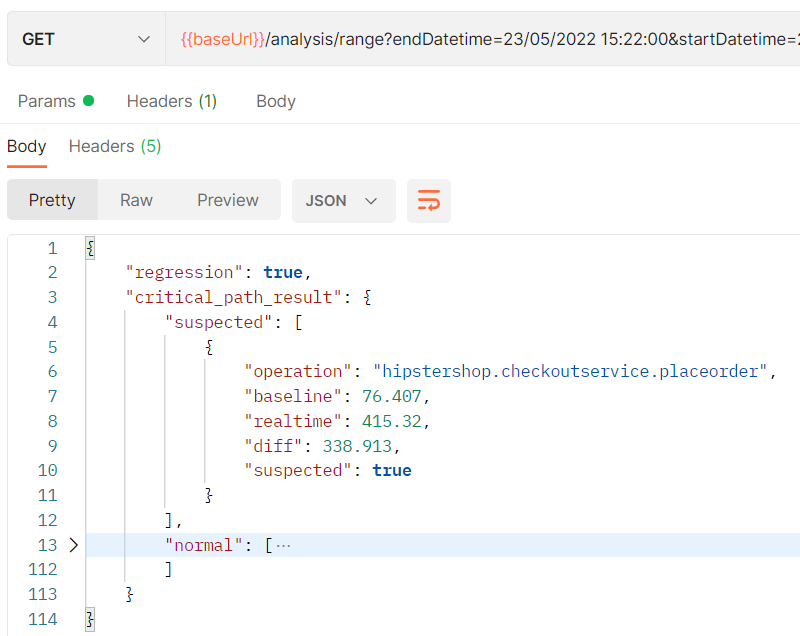 GET {{baseUrl}}/analysis/range?endDatetime=23/05/2022 15:22:00&startDatetime=2
Params Headers (1) Body
Body Headers (5)
Pretty Raw Preview JSON
1 {
2 "regression": true,
3 "critical_path_result": {
4 "suspected": [
5 {
6 "operation": "hipstershop.checkoutservice.placeorder",
7 "baseline": 76.407,
8 "realtime": 415.32,
9 "diff": 338.913,
10 "suspected": true
11 }
12 ],
13 "normal": [···
112 ]
113 }
114 }